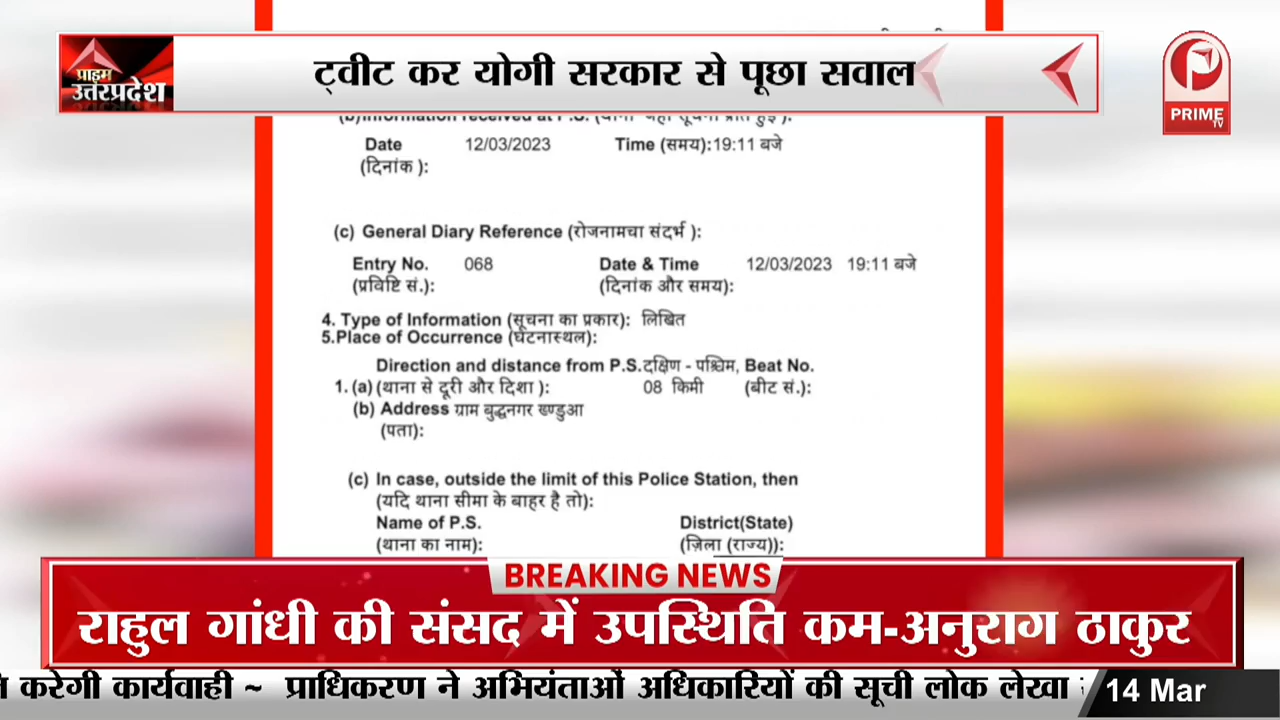 प्राइम
उत्तरप्रदेश
ट्वीट कर योगी सरकार से पूछा सवाल
PRIME
TV
Date 12/03/2023 Time (समय):19:11 बजे
(दिनांक ):
(c) General Diary Reference (रोजनामचा संदर्भ ):
Entry No. 068 Date & Time 12/03/2023 19:11 बजे
(प्रविष्टि सं.): (दिनांक और समय):
4. Type of Information (सूचना का प्रकार): लिखित
5.Place of Occurrence (घटनास्थल):
Direction and distance from P.S.दक्षिण - पश्चिम, Beat No.
1. (a) (थाना से दूरी और दिशा ): 08 किमी (बीट सं.):
(b) Address ग्राम बुद्धनगर खण्डुआ
(पता):
(c) In case, outside the limit of this Police Station, then
(यदि थाना सीमा के बाहर है तो):
Name of P.S. District(State)
(थाना का नाम): (ज़िला (राज्य)):
BREAKING NEWS
राहुल गांधी की संसद में उपस्थिति कम-अनुराग ठाकुर
करेगी कार्यवाही ~ प्राधिकरण ने अभियंताओं अधिकारियों की सूची लोक लेखा
14 Mar